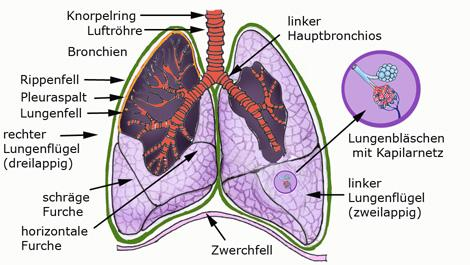 Knorpelring
Luftröhre
Bronchien
Rippenfell
Pleuraspalt
Lungenfell
rechter
Lungenflügel
(dreilappig)
schräge
Furche
horizontale
Furche
linker
Hauptbronchios
Lungenbläschen
mit Kapilarnetz
linker
Lungenflügel
(zweilappig)
Zwerchfell